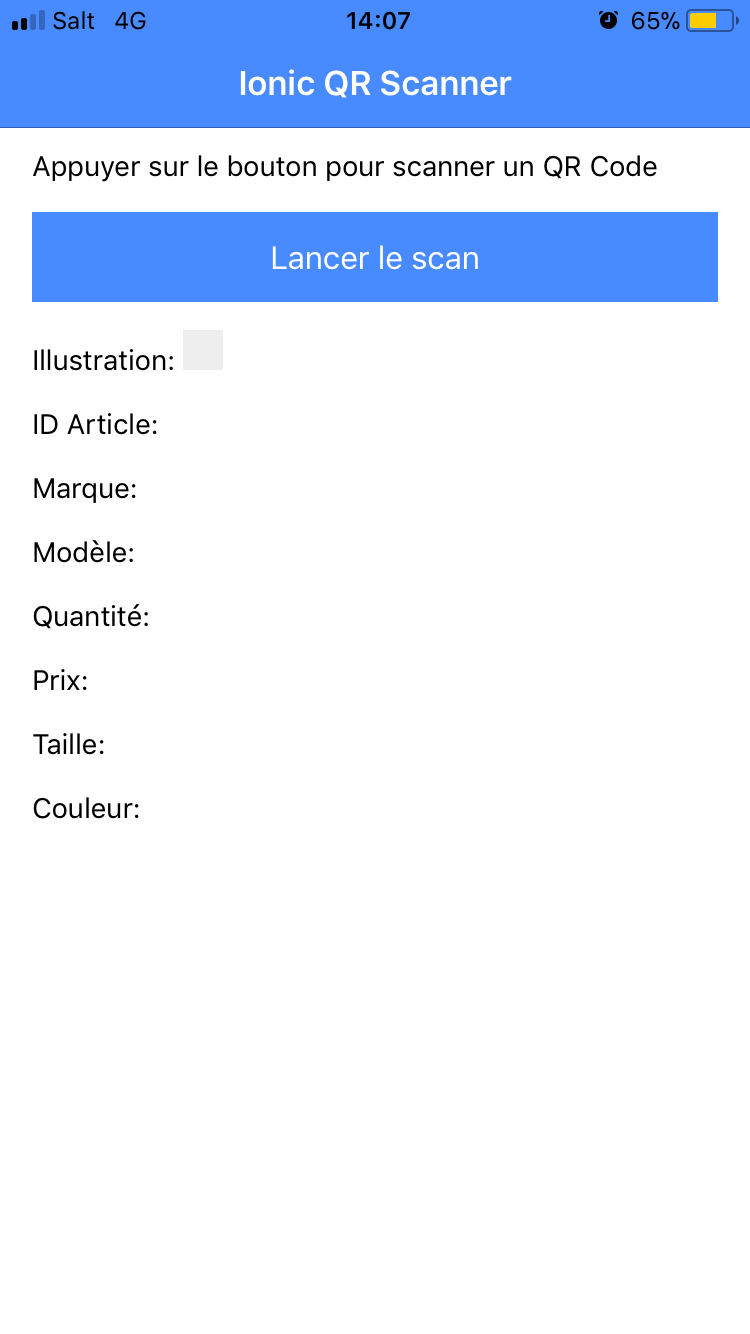 Salt 4G 14:07 65%
Ionic QR Scanner
Appuyer sur le bouton pour scanner un QR Code
Lancer le scan
Illustration:
ID Article:
Marque:
Modèle:
Quantité:
Prix:
Taille:
Couleur: